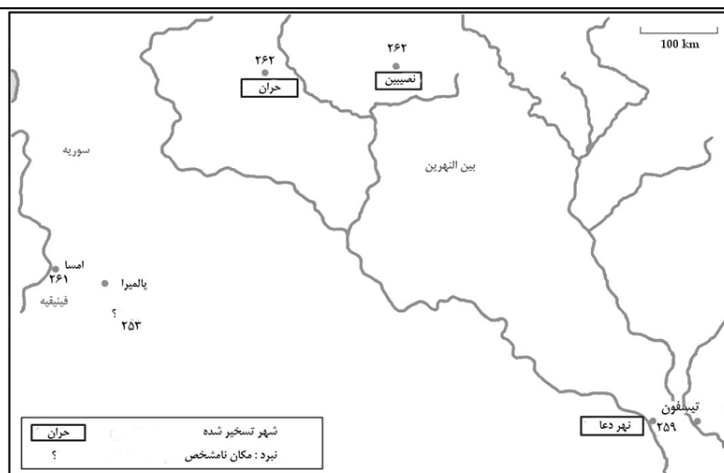 100 km
۲۶۲
حران
۲۶۲
نصیبین
سوریه
بین النهرین
امسا
۲۶۱
فینیقیه
پالمیرا
؟
۲۵۳
تیسفون
۲۵۹
نهر دعا
شهر تسخیر شده
حران
نبرد : مکان نامشخص
؟